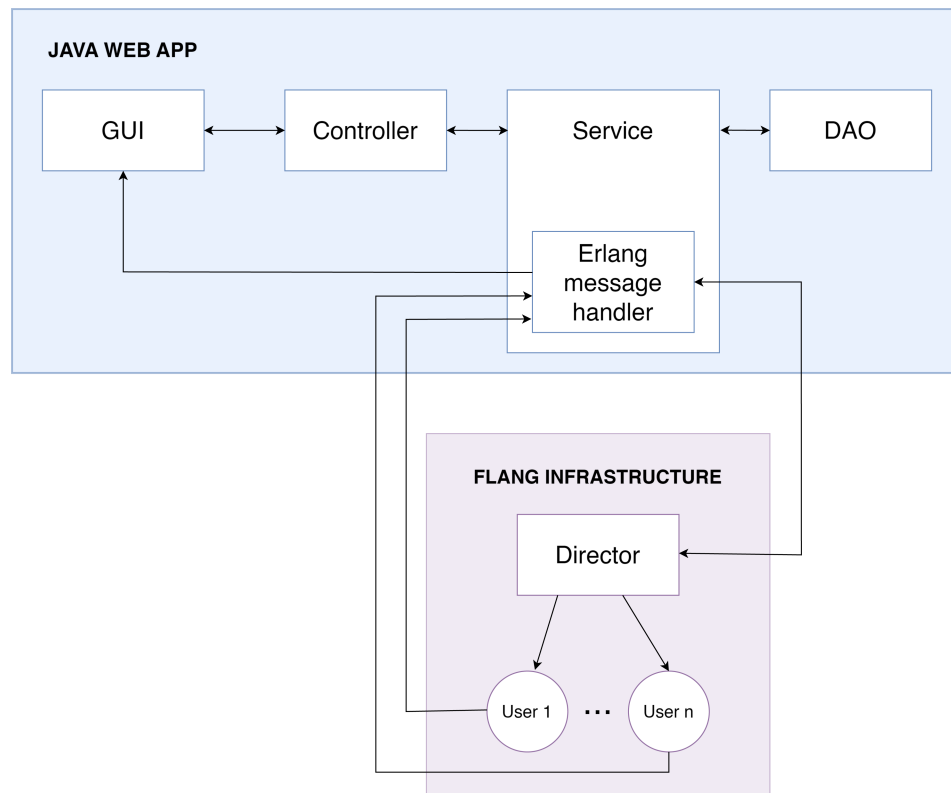 JAVA WEB APP
GUI
Controller
Service
DAO
Erlang
message
handler
FLANG INFRASTRUCTURE
Director
User 1
...
User n